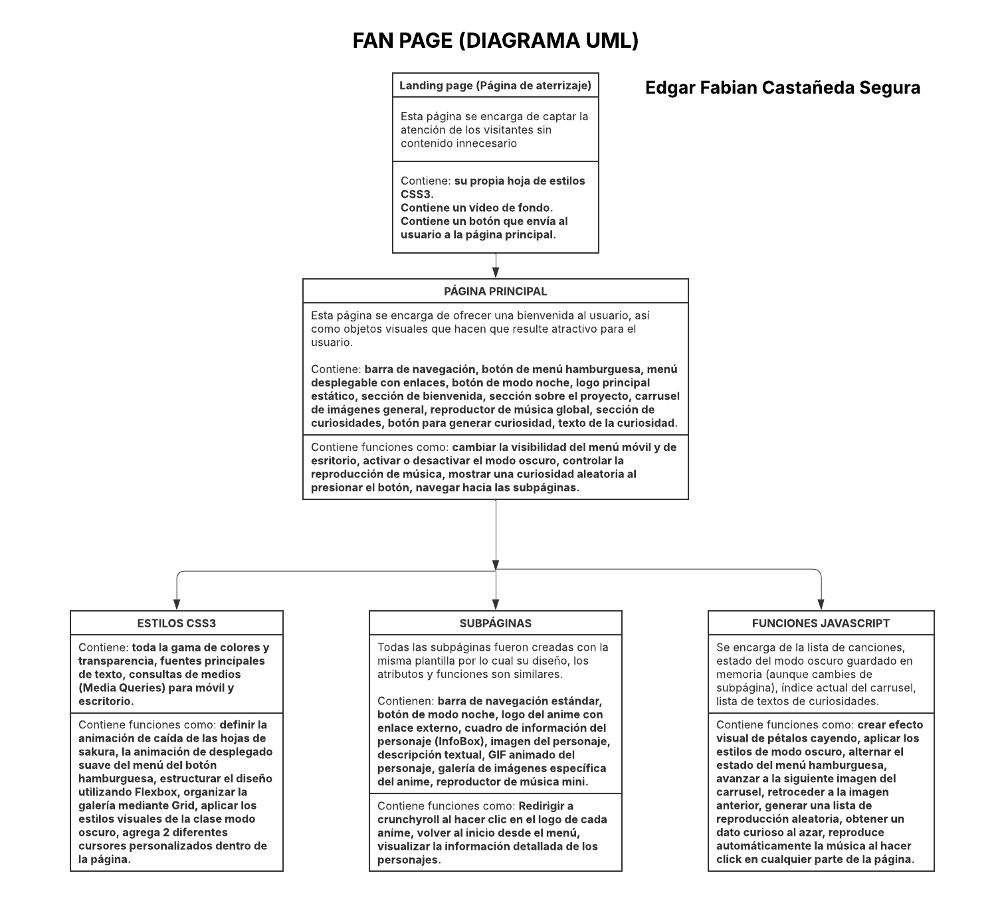 FAN PAGE (DIAGRAMA UML)
Edgar Fabian Castañeda Segura
Landing page (Página de aterrizaje)
Esta página se encarga de captar la
atención de los visitantes sin
contenido innecesario
Contiene: su propia hoja de estilos
CSS3.
Contiene un video de fondo.
Contiene un botón que envía al
usuario a la página principal.
PÁGINA PRINCIPAL
Esta página se encarga de ofrecer una bienvenida al usuario, así
como objetos visuales que hacen que resulte atractivo para el
usuario.
Contiene: barra de navegación, botón de menú hamburguesa, menú
desplegable con enlaces, botón de modo noche, logo principal
estático, sección de bienvenida, sección sobre el proyecto, carrusel
de imágenes general, reproductor de música global, sección de
curiosidades, botón para generar curiosidad, texto de la curiosidad.
Contiene funciones como: cambiar la visibilidad del menú móvil y de
esritorio, activar o desactivar el modo oscuro, controlar la
reproducción de música, mostrar una curiosidad aleatoria al
presionar el botón, navegar hacia las subpáginas.
ESTILOS CSS3
Contiene: toda la gama de colores y
transparencia, fuentes principales
de texto, consultas de medios
(Media Queries) para móvil y
escritorio.
Contiene funciones como: definir la
animación de caída de las hojas de
sakura, la animación de desplegado
suave del menú del botón
hamburguesa, estructurar el diseño
utilizando Flexbox, organizar la
galería mediante Grid, aplicar los
estilos visuales de la clase modo
oscuro, agrega 2 diferentes
cursores personalizados dentro de
la página.
SUBPÁGINAS
Todas las subpáginas fueron creadas con la
misma plantilla por lo cual su diseño, los
atributos y funciones son similares.
Contienen: barra de navegación estándar,
botón de modo noche, logo del anime con
enlace externo, cuadro de información del
personaje (InfoBox), imagen del personaje,
descripción textual, GIF animado del
personaje, galería de imágenes específica
del anime, reproductor de música mini.
Contiene funciones como: Redirigir a
crunchyroll al hacer clic en el logo de cada
anime, volver al inicio desde el menú,
visualizar la información detallada de los
personajes.
FUNCIONES JAVASCRIPT
Se encarga de la lista de canciones,
estado del modo oscuro guardado en
memoria (aunque cambies de
subpágina), índice actual del carrusel,
lista de textos de curiosidades.
Contiene funciones como: crear efecto
visual de pétalos cayendo, aplicar los
estilos de modo oscuro, alternar el
estado del menú hamburguesa,
avanzar a la siguiente imagen del
carrusel, retroceder a la imagen
anterior, generar una lista de
reproducción aleatoria, obtener un
dato curioso al azar, reproduce
automáticamente la música al hacer
click en cualquier parte de la página.